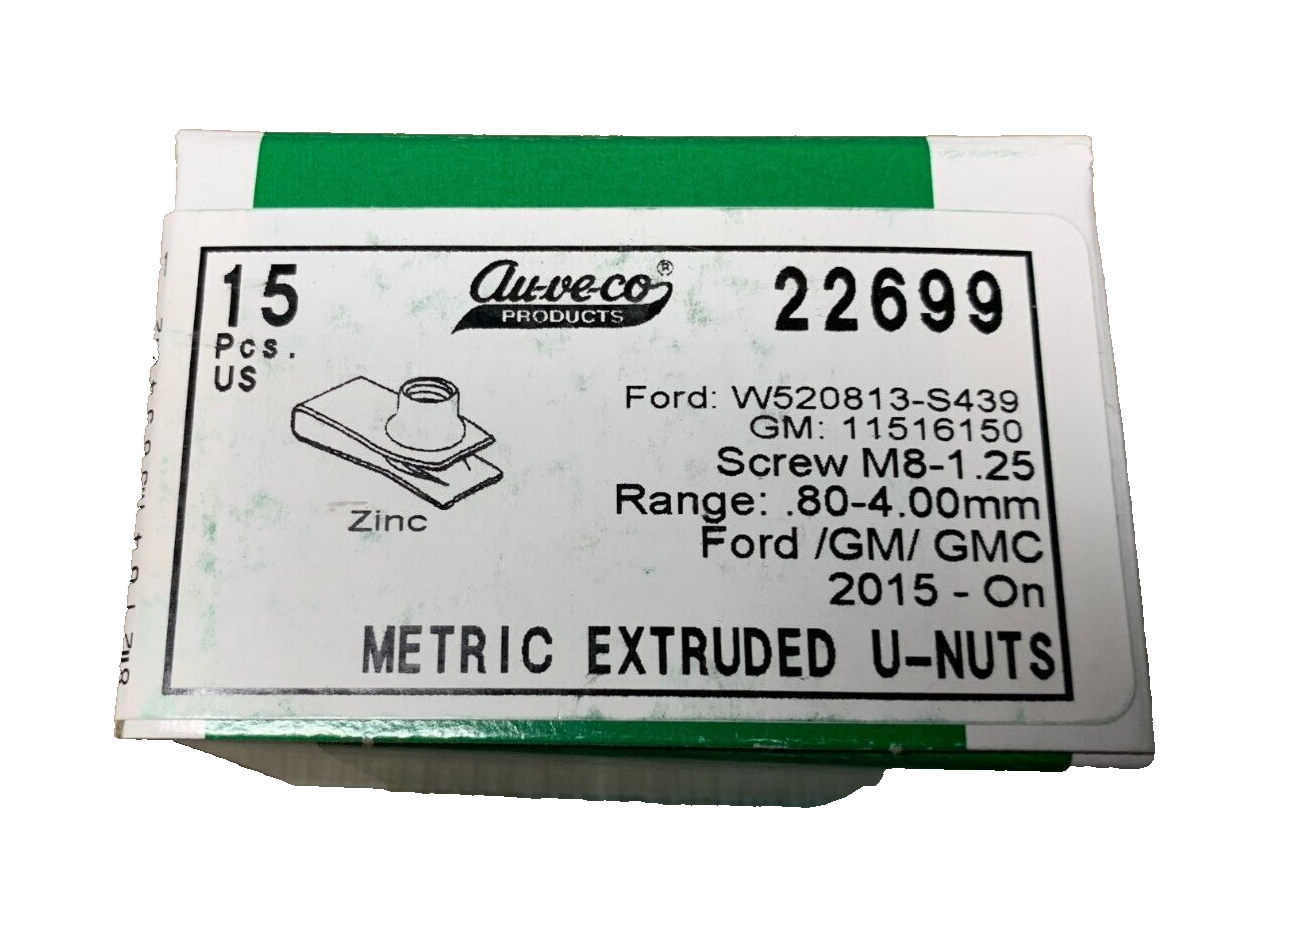 15
Pcs.
US
au-ve-co®
PRODUCTS
22699
Ford: W520813-S439
GM: 11516150
Screw M8-1.25
Range: .80-4.00mm
Ford /GM/ GMC
2015 - On
Zinc
METRIC EXTRUDED U-NUTS